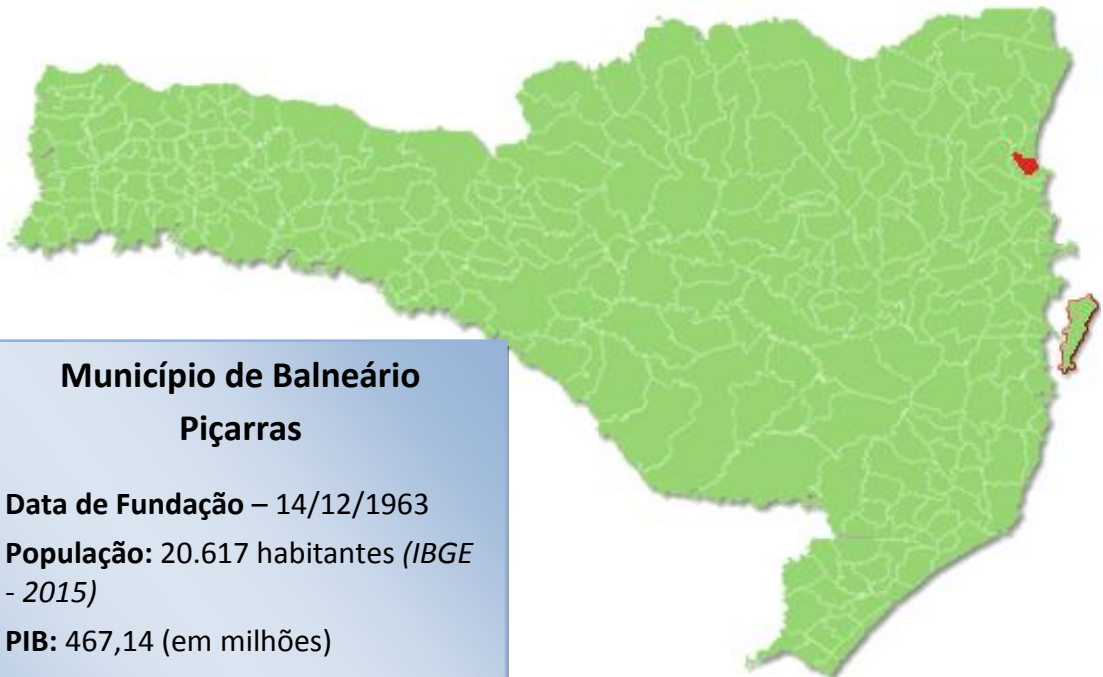 Município de Balneário
Piçarras
Data de Fundação – 14/12/1963
População: 20.617 habitantes (IBGE
- 2015)
PIB: 467,14 (em milhões)